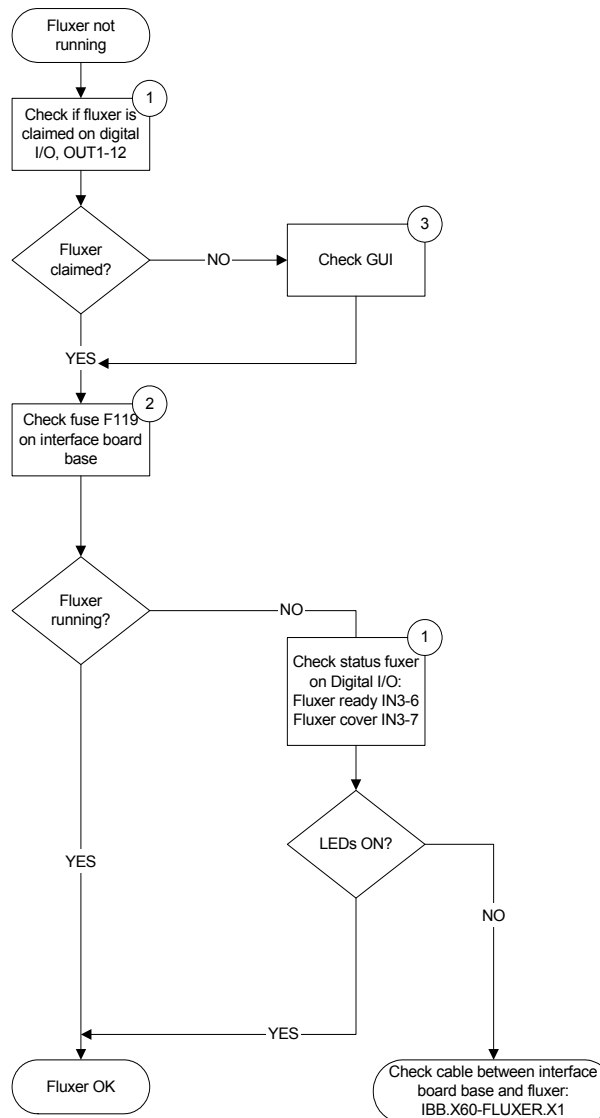 Fluxer not
running
1
Check if fluxer is
claimed on digital
I/O, OUT1-12
Fluxer
claimed?
NO
3
Check GUI
YES
2
Check fuse F119
on interface board
base
Fluxer
running?
NO
1
Check status fuxer
on Digital I/O:
Fluxer ready IN3-6
Fluxer cover IN3-7
LEDs ON?
YES
NO
YES
Fluxer OK
Check cable between interface
board base and fluxer:
IBB.X60-FLUXER.X1